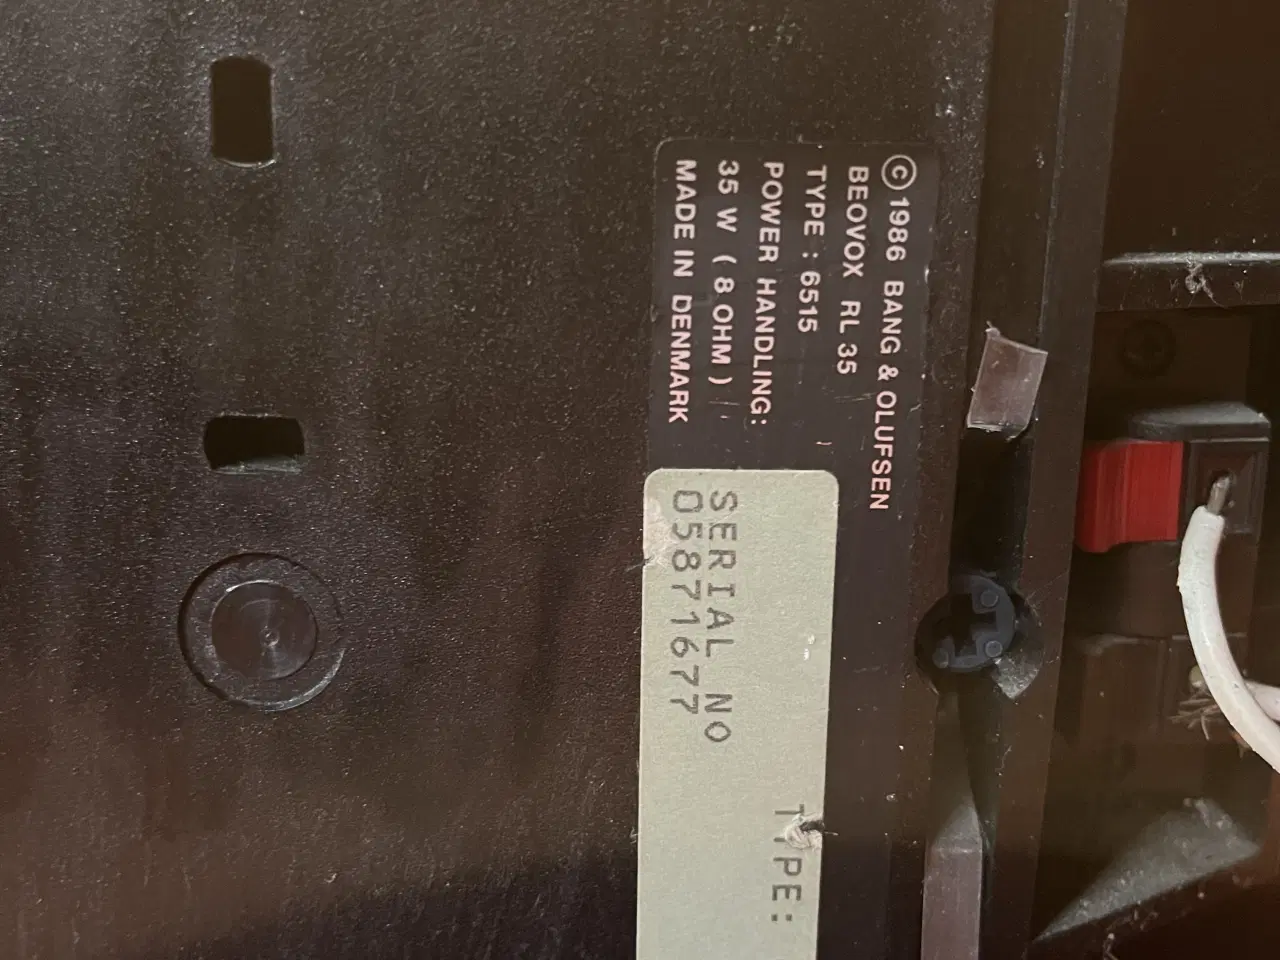 © 1986 BANG & OLUFSEN
BEOVOX RL 35
TYPE : 6515
POWER HANDLING:
35 W ( 8 OHM )
MADE IN DENMARK
TYPE:
SERIAL NO
05871677